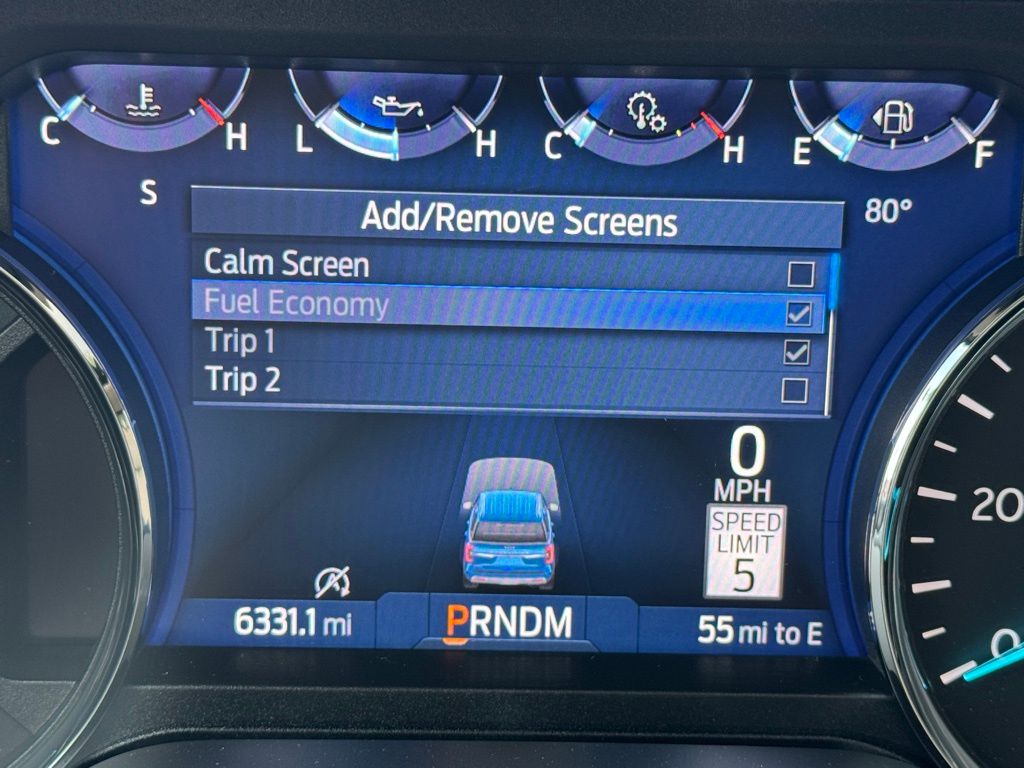 C H L H C H E F
S
80°
Add/Remove Screens
Calm Screen
Fuel Economy
Trip 1
Trip 2
0
MPH
SPEED
LIMIT
5
20
0
6331.1 mi
PRNDM
55 mi to E